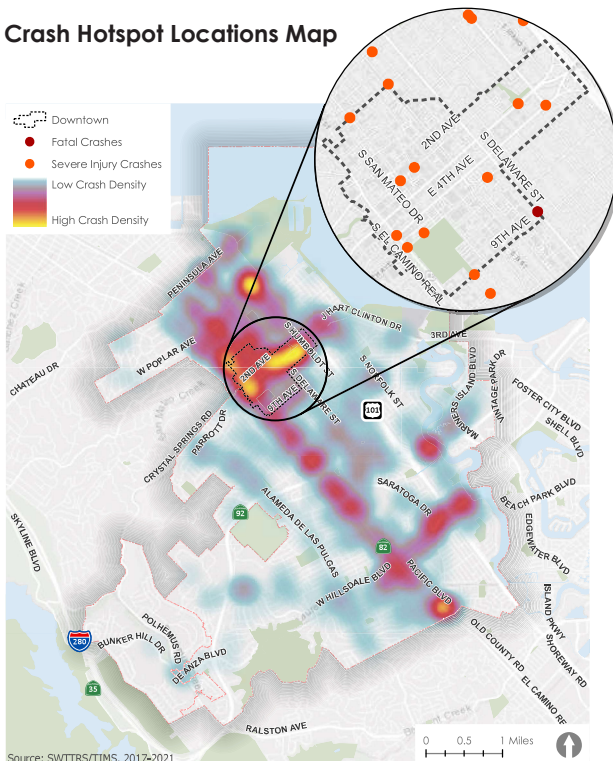 Crash Hotspot Locations Map
Downtown
Fatal Crashes
Severe Injury Crashes
Low Crash Density
High Crash Density
2ND AVE
S DELAWARE ST
E 4TH AVE
S SAN MATEO DR
9TH AVE
S EL CAMINO REAL
PENINSULA AVE
W POPLAR AVE
CHATEAU DR
S HUMBOLDT ST
2ND AVE
9TH AVE
S DELAWARE ST
J HART CLINTON DR
3RD AVE
S NORFOLK ST
101
MARINERS ISLAND BLVD
VINTAGE PARK DR
FOSTER CITY BLVD
SHELL BLVD
CRYSTAL SPRINGS RD
PARROTT DR
San Mateo Creek
SARATOGA DR
BEACH PARK BLVD
EDGEWATER BLVD
ALAMEDA DE LAS PULGAS
92
82
SKYLINE BLVD
W HILLSDALE BLVD
PACIFIC BLVD
ISLAND PKWY
SHOREWAY RD
OLD COUNTY RD
EL CAMINO RE
280
BUNKER HILL DR
POLHEMUS RD
DE ANZA BLVD
35
RALSTON AVE
0 0.5 1 Miles
Source: SWITRS/TIMS, 2017-2021